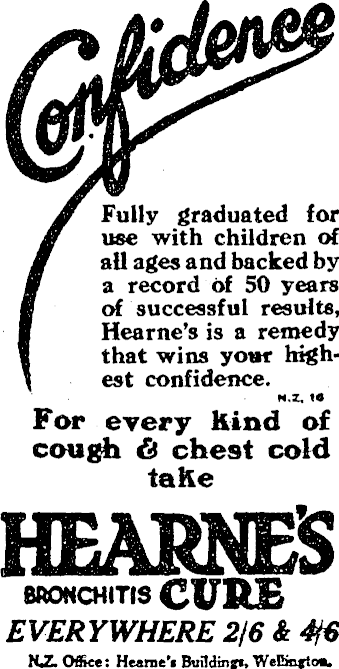 Confidence
Fully graduated for
use with children of
all ages and backed by
a record of 50 years
of successful results,
Hearne's is a remedy
that wins your high-
est confidence.
N.Z. 16
For every kind of
cough & chest cold
take
HEARNE'S
BRONCHITIS CURE
EVERYWHERE 2/6 & 4/6
N.Z. Office: Hearne's Buildings, Wellington.